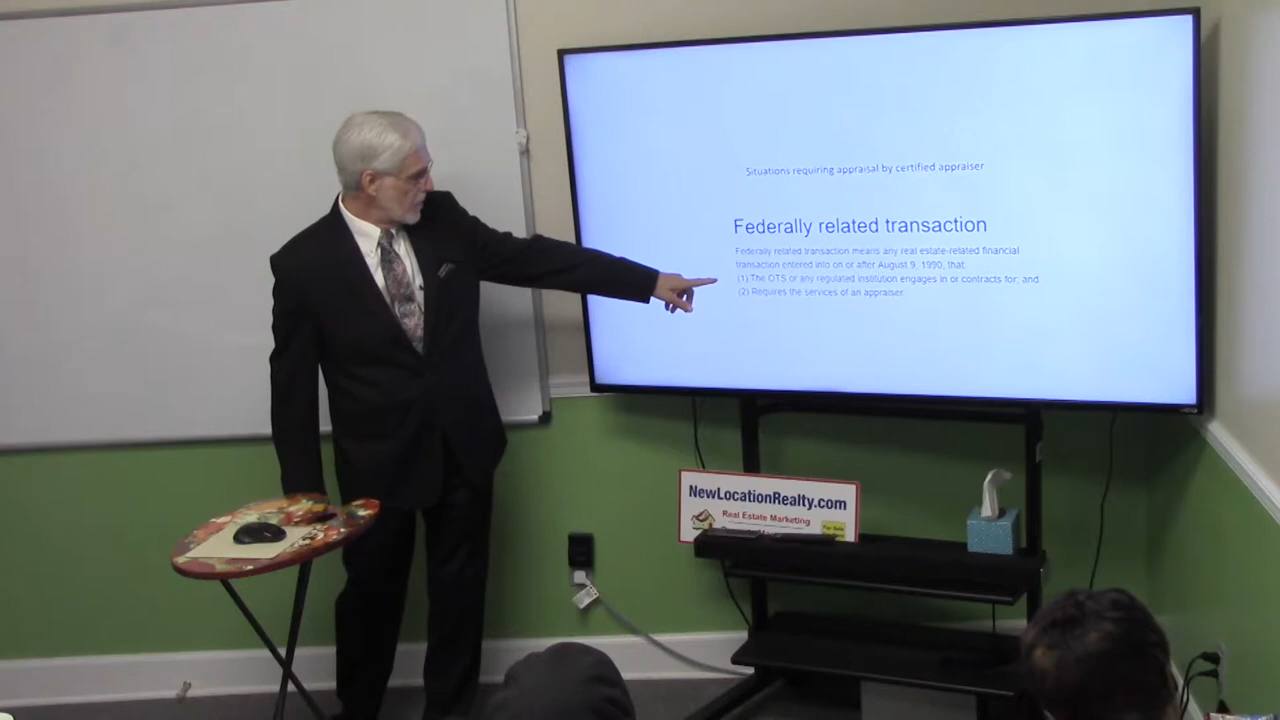 Situations requiring appraisal by certified appraiser
Federally related transaction
Federally related transaction means any real estate-related financial
transaction entered into on or after August 9, 1990, that.
(1) The OTS or any regulated institution engages in or contracts for; and
(2) Requires the services of an appraiser.
NewLocationRealty.com
Real Estate Marketing
For Sale